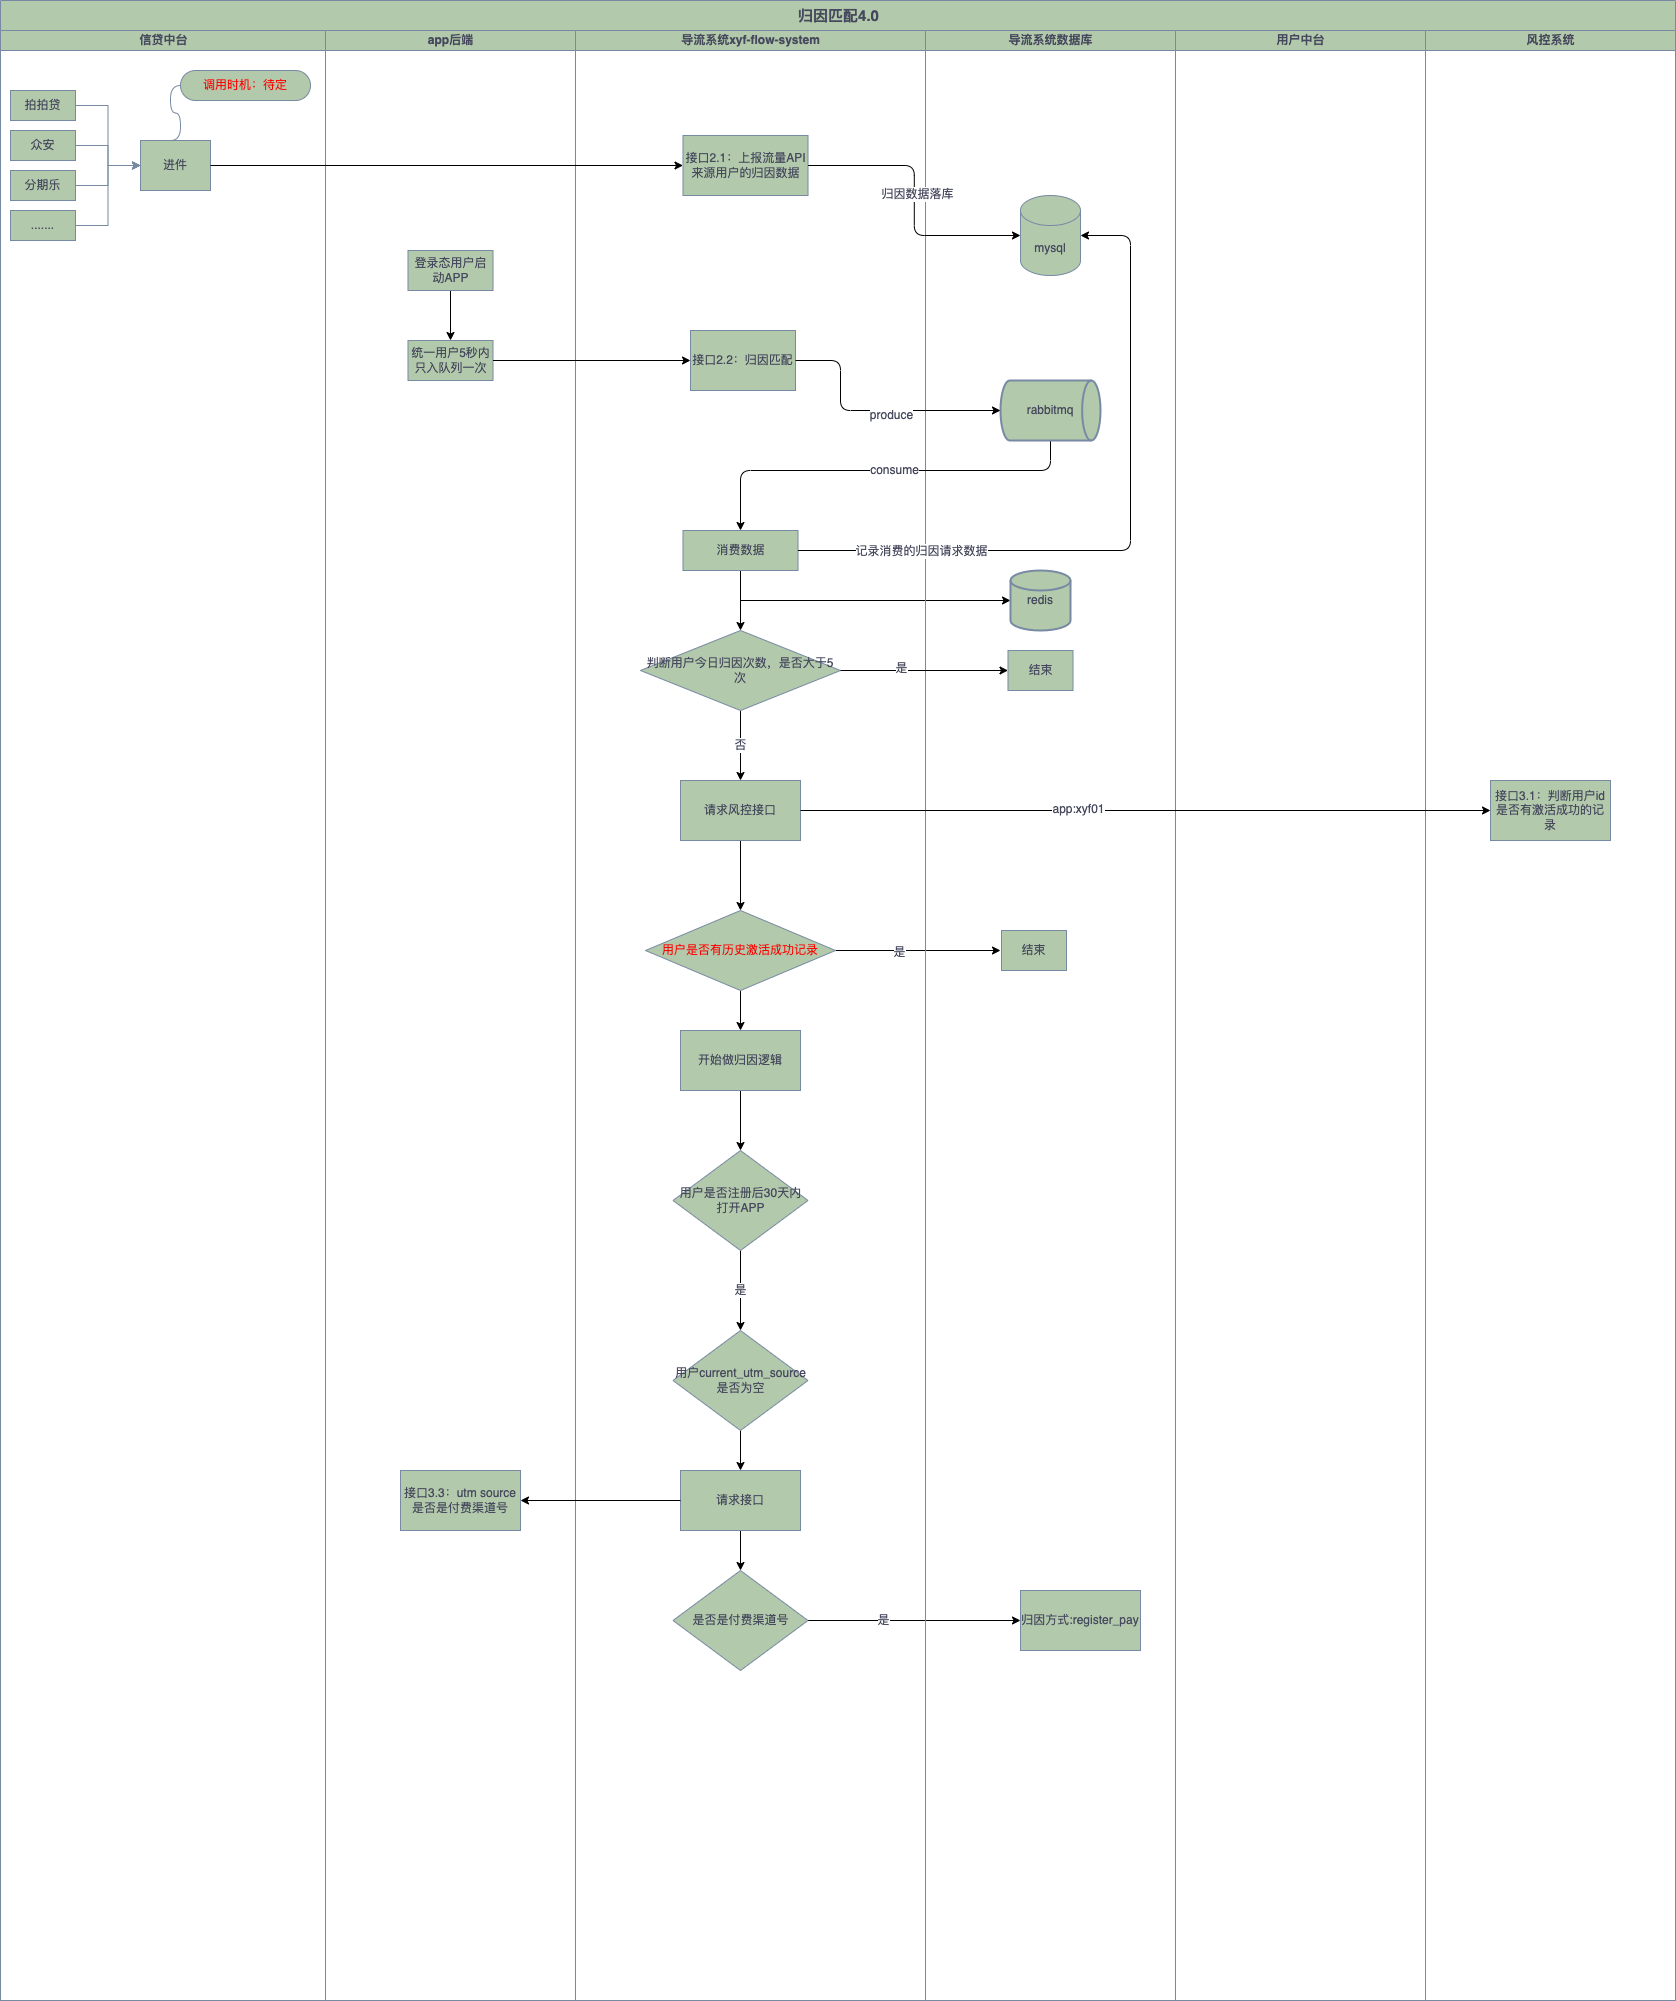 归因匹配4.0
信贷中台
app后端
导流系统xyf-flow-system
导流系统数据库
用户中台
风控系统
调用时机：待定
拍拍贷
众安
分期乐
.......
进件
接口2.1：上报流量API
来源用户的归因数据
归因数据落库
mysql
登录态用户启
动APP
统一用户5秒内
只入队列一次
接口2.2：归因匹配
produce
rabbitmq
consume
消费数据
记录消费的归因请求数据
redis
判断用户今日归因次数，是否大于5
次
是
结束
否
请求风控接口
app:xyf01
接口3.1：判断用户id
是否有激活成功的记
录
用户是否有历史激活成功记录
是
结束
开始做归因逻辑
用户是否注册后30天内
打开APP
是
用户current_utm_source
是否为空
接口3.3：utm source
是否是付费渠道号
请求接口
是否是付费渠道号
是
归因方式:register_pay